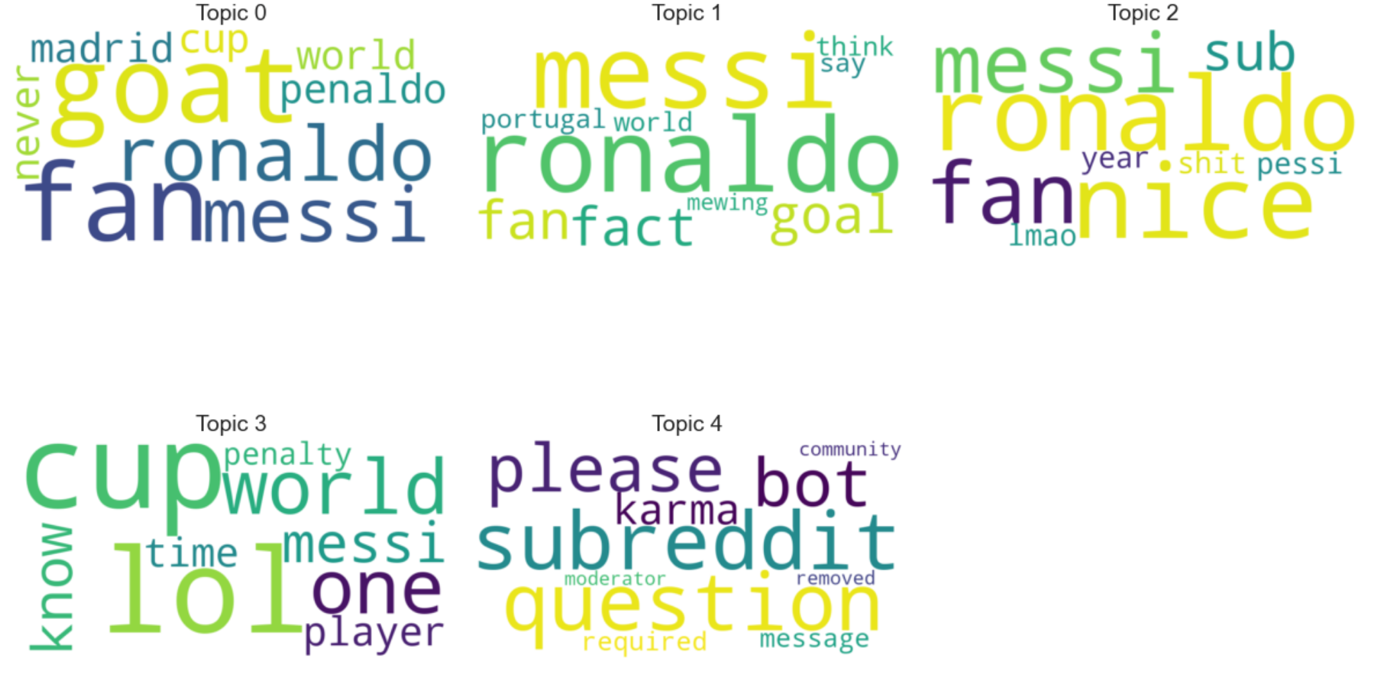 Topic 0
madrid cup world
goat
penaldo
never
ronaldo
fan messi
Topic 1
messi think
say
portugal world
ronaldo
mewing
fan fact goal
Topic 2
messi sub
ronaldo
year shit pessi
fan nice
lmao
Topic 3
cup penalty
world
know
time messi
lol one
player
Topic 4
community
please bot
karma
subreddit
moderator removed
question
required message